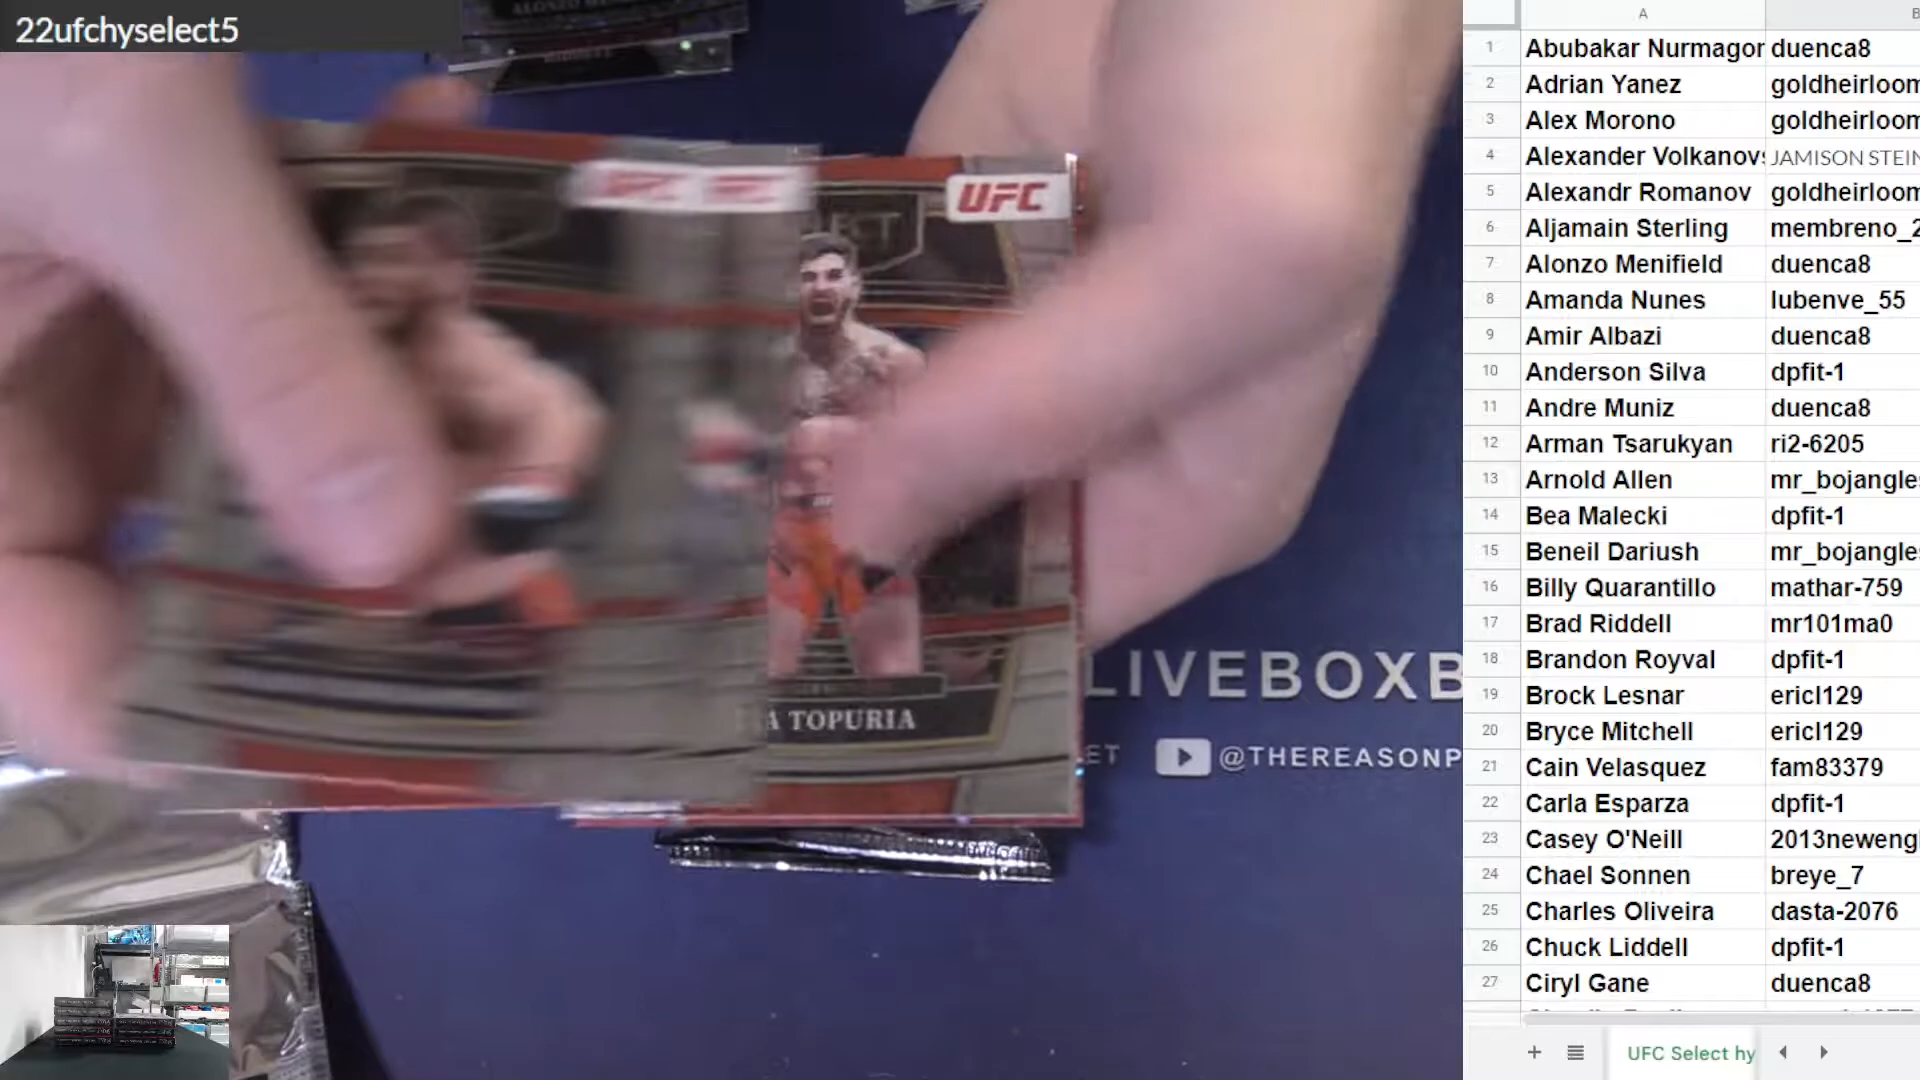 22ufchyselect5
UFC
A TOPURIA
LIVEBOXB
ET @THEREASONP
A
1 Abubakar Nurmagor duenca8
2 Adrian Yanez goldheirloom
3 Alex Morono goldheirloom
4 Alexander Volkanovs JAMISON STEIN
5 Alexandr Romanov goldheirloom
6 Aljamain Sterling membreno_2
7 Alonzo Menifield duenca8
8 Amanda Nunes lubenve_55
9 Amir Albazi duenca8
10 Anderson Silva dpfit-1
11 Andre Muniz duenca8
12 Arman Tsarukyan ri2-6205
13 Arnold Allen mr_bojangles
14 Bea Malecki dpfit-1
15 Beneil Dariush mr_bojangles
16 Billy Quarantillo mathar-759
17 Brad Riddell mr101ma0
18 Brandon Royval dpfit-1
19 Brock Lesnar ericl129
20 Bryce Mitchell ericl129
21 Cain Velasquez fam83379
22 Carla Esparza dpfit-1
23 Casey O'Neill 2013neweng
24 Chael Sonnen breye_7
25 Charles Oliveira dasta-2076
26 Chuck Liddell dpfit-1
27 Ciryl Gane duenca8
UFC Select hy